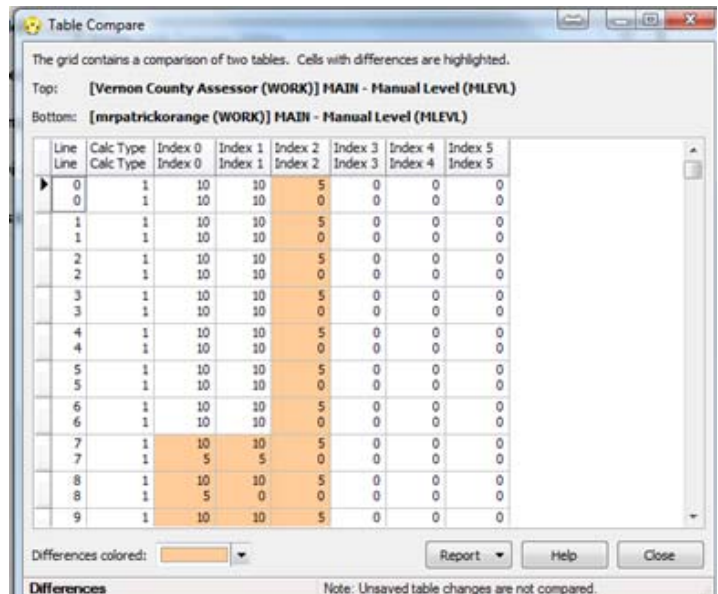 Table Compare
The grid contains a comparison of two tables. Cells with differences are highlighted.
Top: [Vernon County Assessor (WORK)] MAIN - Manual Level (MLEVL)
Bottom: [mrpatrickorange (WORK)] MAIN - Manual Level (MLEVL)
Line Calc Type Index 0 Index 1 Index 2 Index 3 Index 4 Index 5
Line Calc Type Index 0 Index 1 Index 2 Index 3 Index 4 Index 5
0 1 10 10 5 0 0 0
0 1 10 10 0 0 0 0
1 1 10 10 5 0 0 0
1 1 10 10 0 0 0 0
2 1 10 10 5 0 0 0
2 1 10 10 0 0 0 0
3 1 10 10 5 0 0 0
3 1 10 10 0 0 0 0
4 1 10 10 5 0 0 0
4 1 10 10 0 0 0 0
5 1 10 10 5 0 0 0
5 1 10 10 0 0 0 0
6 1 10 10 5 0 0 0
6 1 10 10 0 0 0 0
7 1 10 10 5 0 0 0
7 1 5 5 0 0 0 0
8 1 10 10 5 0 0 0
8 1 5 0 0 0 0 0
9 1 10 10 5 0 0 0
Differences colored: Report Help Close
Differences Note: Unsaved table changes are not compared.